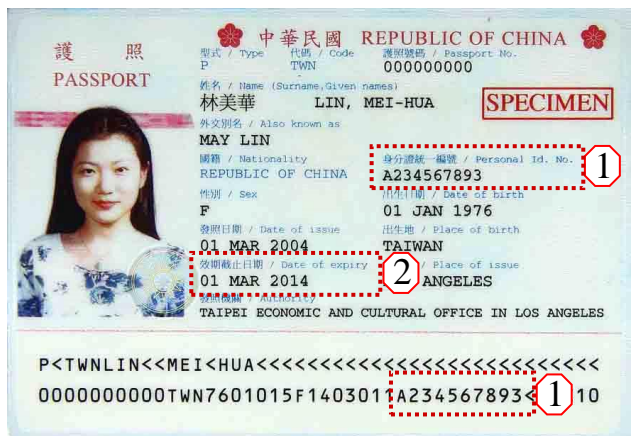 護 照
PASSPORT
中華民國 REPUBLIC OF CHINA
型式 / Type 代碼 / Code 護照號碼 / Passport No.
P TWN 000000000
姓名 / Name (Surname,Given names)
林美華 LIN, MEI-HUA
SPECIMEN
外文別名 / Also known as
MAY LIN
國籍 / Nationality 身分證統一編號 / Personal Id. No.
REPUBLIC OF CHINA A234567893
1
性別 / Sex 出生日期 / Date of birth
F 01 JAN 1976
發照日期 / Date of issue 出生地 / Place of birth
01 MAR 2004 TAIWAN
效期截止日期 / Date of expiry / Place of issue
01 MAR 2014 2 ANGELES
發照機關 / Authority
TAIPEI ECONOMIC AND CULTURAL OFFICE IN LOS ANGELES
P<TWNLIN<<MEI<HUA<<<<<<<<<<<<<<<<<<<<<<<<<<<
0000000000TWN7601015F1403011A234567893< 1 10